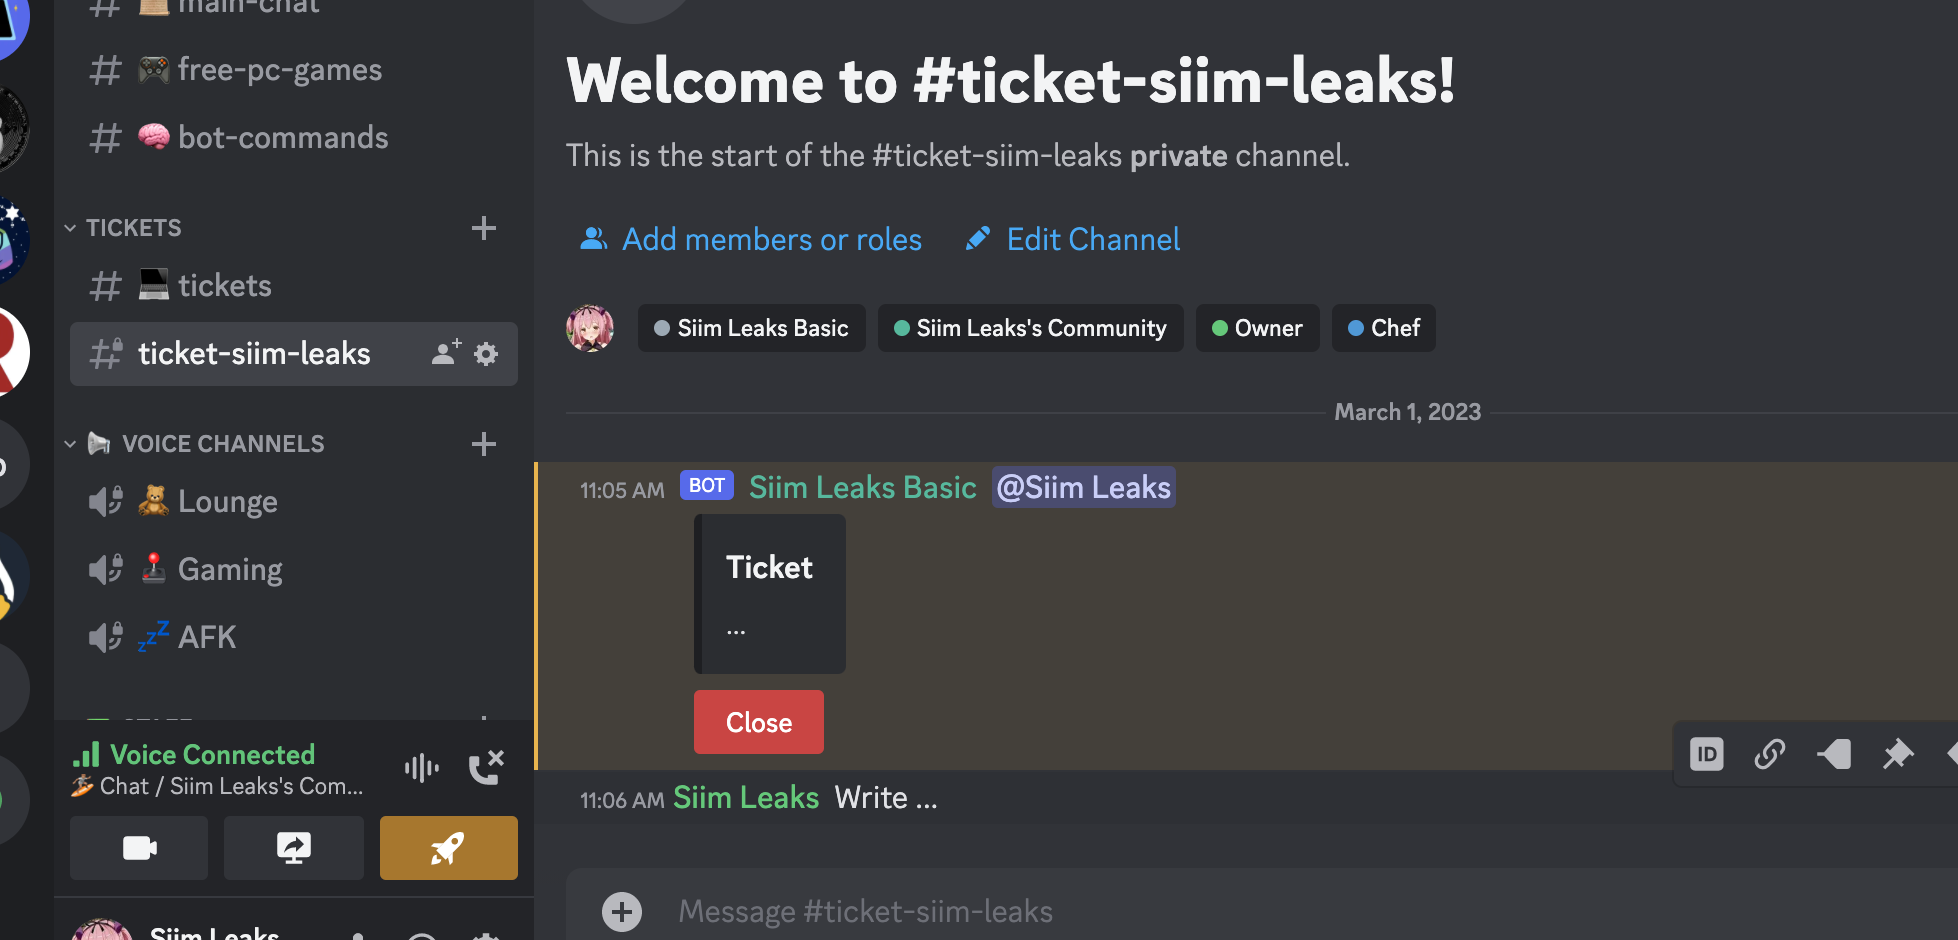 main-chat
free-pc-games
bot-commands
TICKETS
tickets
ticket-siim-leaks
VOICE CHANNELS
Lounge
Gaming
AFK
Voice Connected
Chat / Siim Leaks's Com...
Siim Leaks
Welcome to #ticket-siim-leaks!
This is the start of the #ticket-siim-leaks private channel.
Add members or roles Edit Channel
Siim Leaks Basic Siim Leaks's Community Owner Chef
March 1, 2023
11:05 AM BOT Siim Leaks Basic @Siim Leaks
Ticket
...
Close
ID
11:06 AM Siim Leaks Write ...
Message #ticket-siim-leaks